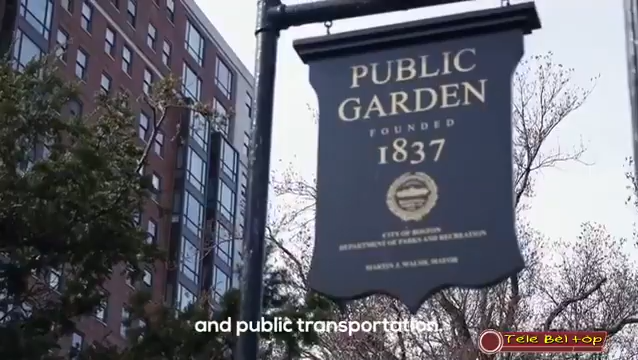 PUBLIC
GARDEN
FOUNDED
1837
CITY OF BOSTON
DEPARTMENT OF PARKS AND RECREATION
MARTIN J. WALSH, MAYOR
and public transportation.
Tele Bel top